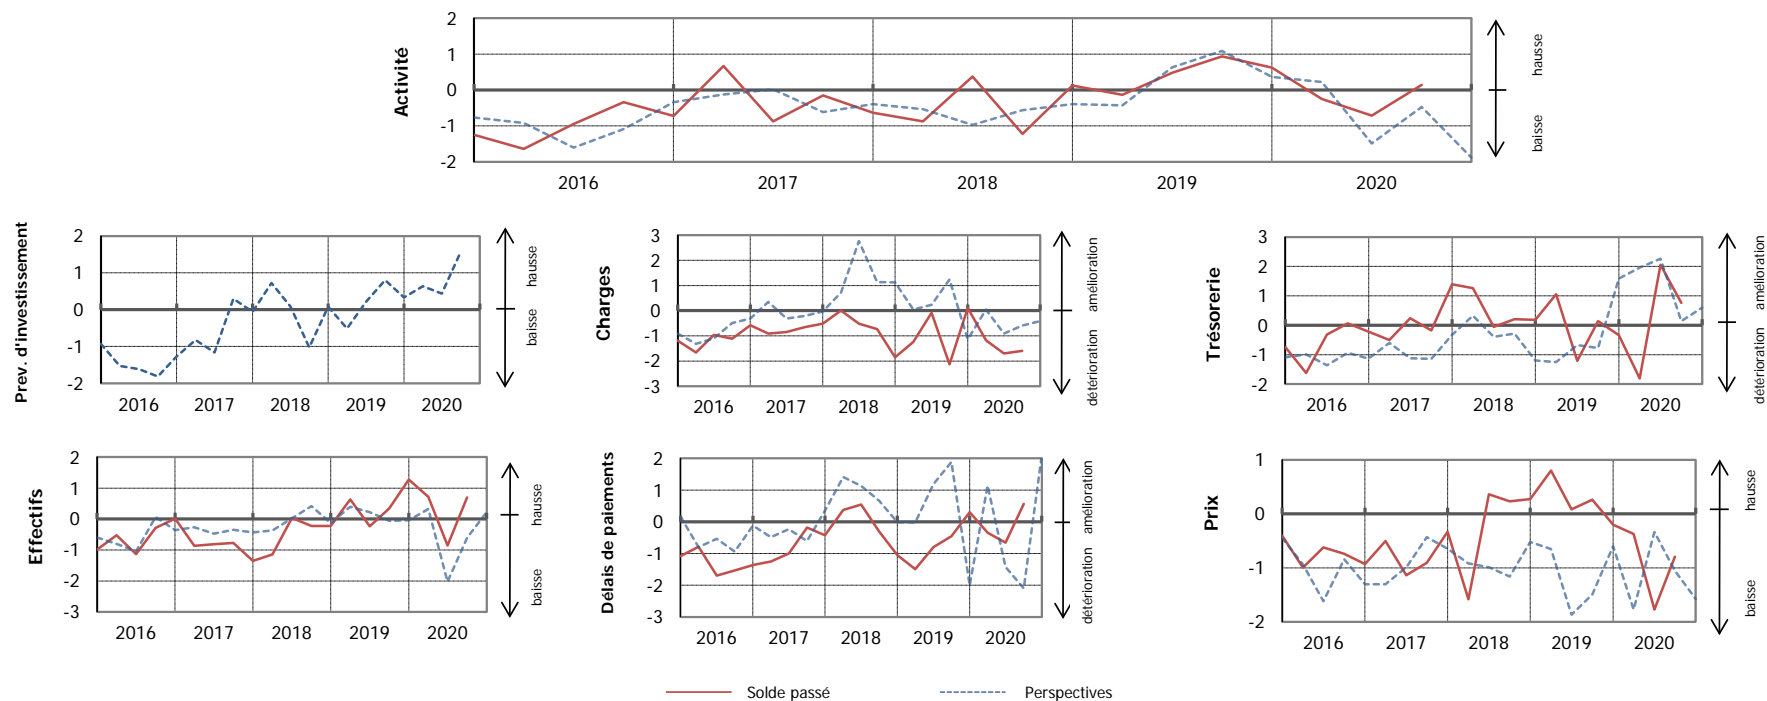 Activité
2
1
0
-1
-2
2016 2017 2018 2019 2020
hausse
baisse
Prev. d'investissement
2
1
0
-1
-2
2016 2017 2018 2019 2020
hausse
baisse
Charges
3
2
1
0
-1
-2
-3
2016 2017 2018 2019 2020
amélioration
détérioration
Trésorerie
3
2
1
0
-1
-2
2016 2017 2018 2019 2020
amélioration
détérioration
Effectifs
2
1
0
-1
-2
-3
2016 2017 2018 2019 2020
hausse
baisse
Délais de paiements
2
1
0
-1
-2
-3
2016 2017 2018 2019 2020
amélioration
détérioration
Prix
1
0
-1
-2
2016 2017 2018 2019 2020
hausse
baisse
Solde passé Perspectives